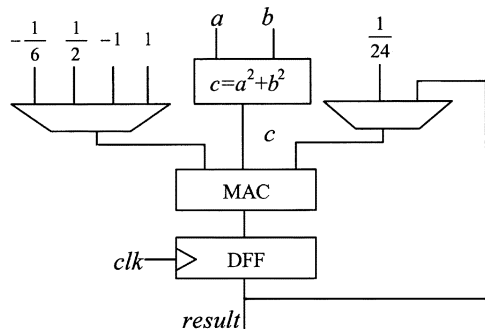 a b
-1/6 1/2 -1 1
1/24
c=a²+b²
c
MAC
clk DFF
result